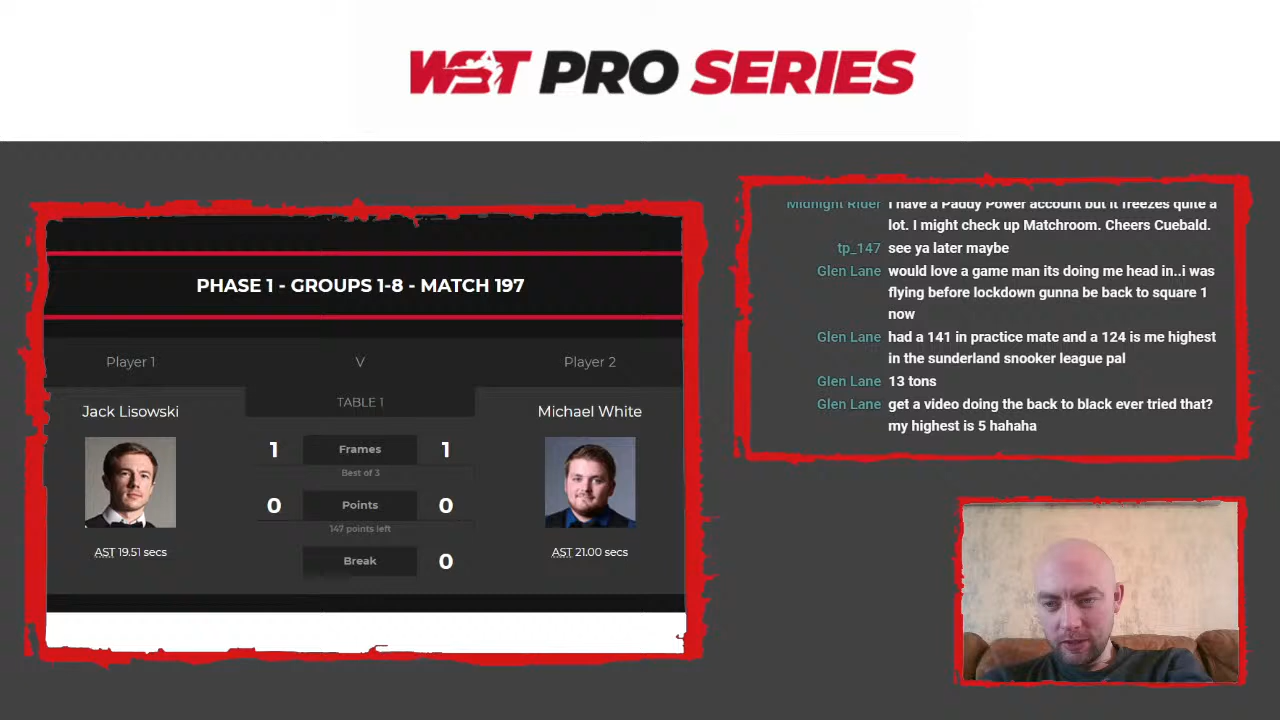 WST PRO SERIES
PHASE 1 - GROUPS 1-8 - MATCH 197
Player 1
V
Player 2
TABLE 1
Jack Lisowski
Michael White
1 Frames 1
Best of 3
0 Points 0
147 points left
Break 0
AST 19.51 secs
AST 21.00 secs
Midnight Rider I have a Paddy Power account but it freezes quite a
lot. I might check up Matchroom. Cheers Cuebald.
tp_147 see ya later maybe
Glen Lane would love a game man its doing me head in..i was
flying before lockdown gunna be back to square 1
now
Glen Lane had a 141 in practice mate and a 124 is me highest
in the sunderland snooker league pal
Glen Lane 13 tons
Glen Lane get a video doing the back to black ever tried that?
my highest is 5 hahaha